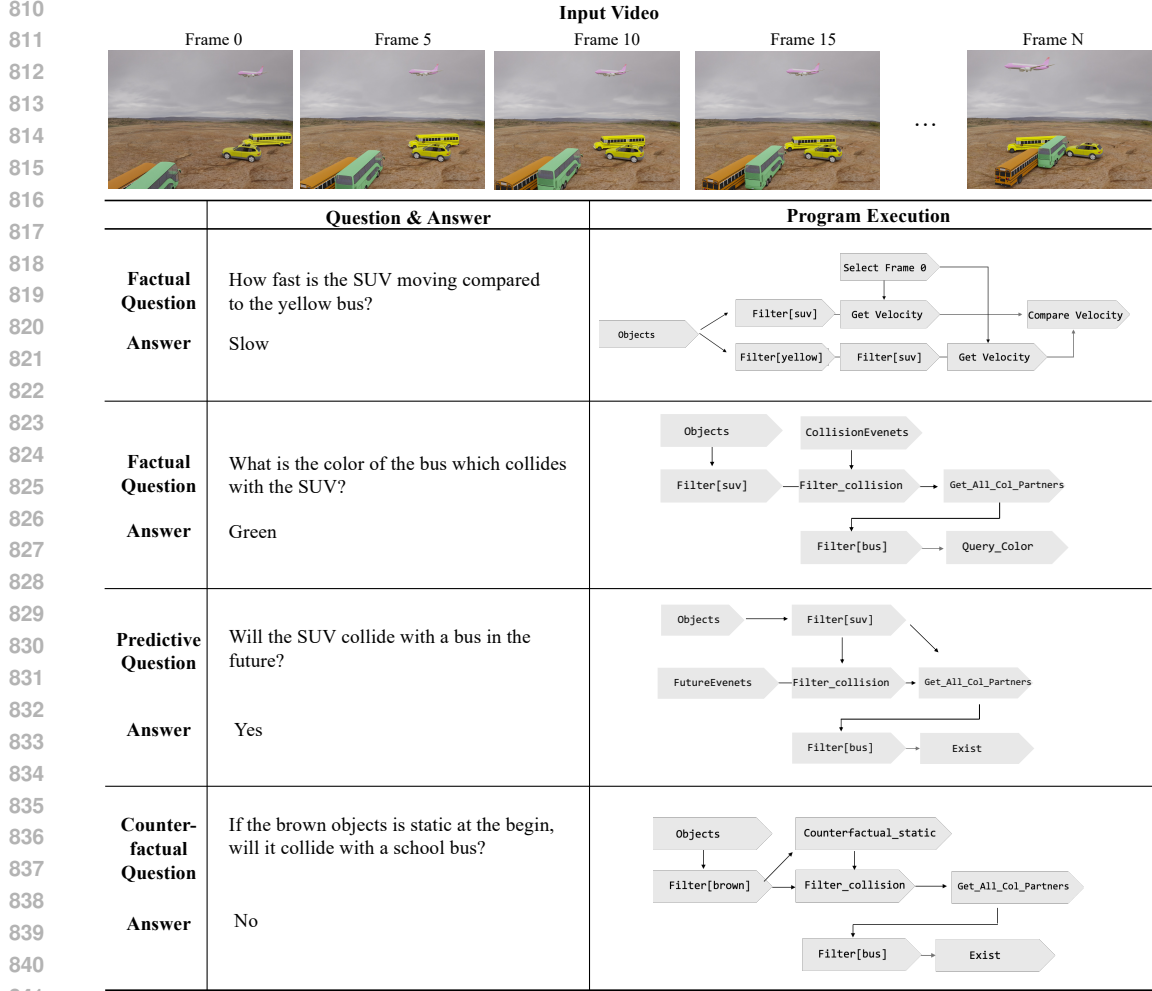 810
Input Video
811
Frame 0 Frame 5 Frame 10 Frame 15 Frame N
812
813
814
...
815
816
Question & Answer Program Execution
817
818
Select Frame 0
Factual
How fast is the SUV moving compared
819
Question
to the yellow bus?
Filter[suv] Get Velocity Compare Velocity
820
Objects
Answer
Slow
821
Filter[yellow] Filter[suv] Get Velocity
822
823
Objects CollisionEvenets
824
Factual
What is the color of the bus which collides
825
Question
with the SUV?
Filter[suv] Filter_collision Get_All_Col_Partners
826
Answer
Green
827
Filter[bus] Query_Color
828
829
Objects Filter[suv]
830
Predictive
Will the SUV collide with a bus in the
Question
future?
831
FutureEvenets Filter_collision Get_All_Col_Partners
832
Answer
Yes
833
Filter[bus] Exist
834
835
Counter-
If the brown objects is static at the begin,
836
Objects Counterfactual_static
factual
will it collide with a school bus?
837
Question
Filter[brown] Filter_collision Get_All_Col_Partners
838
839
Answer
No
840
Filter[bus] Exist